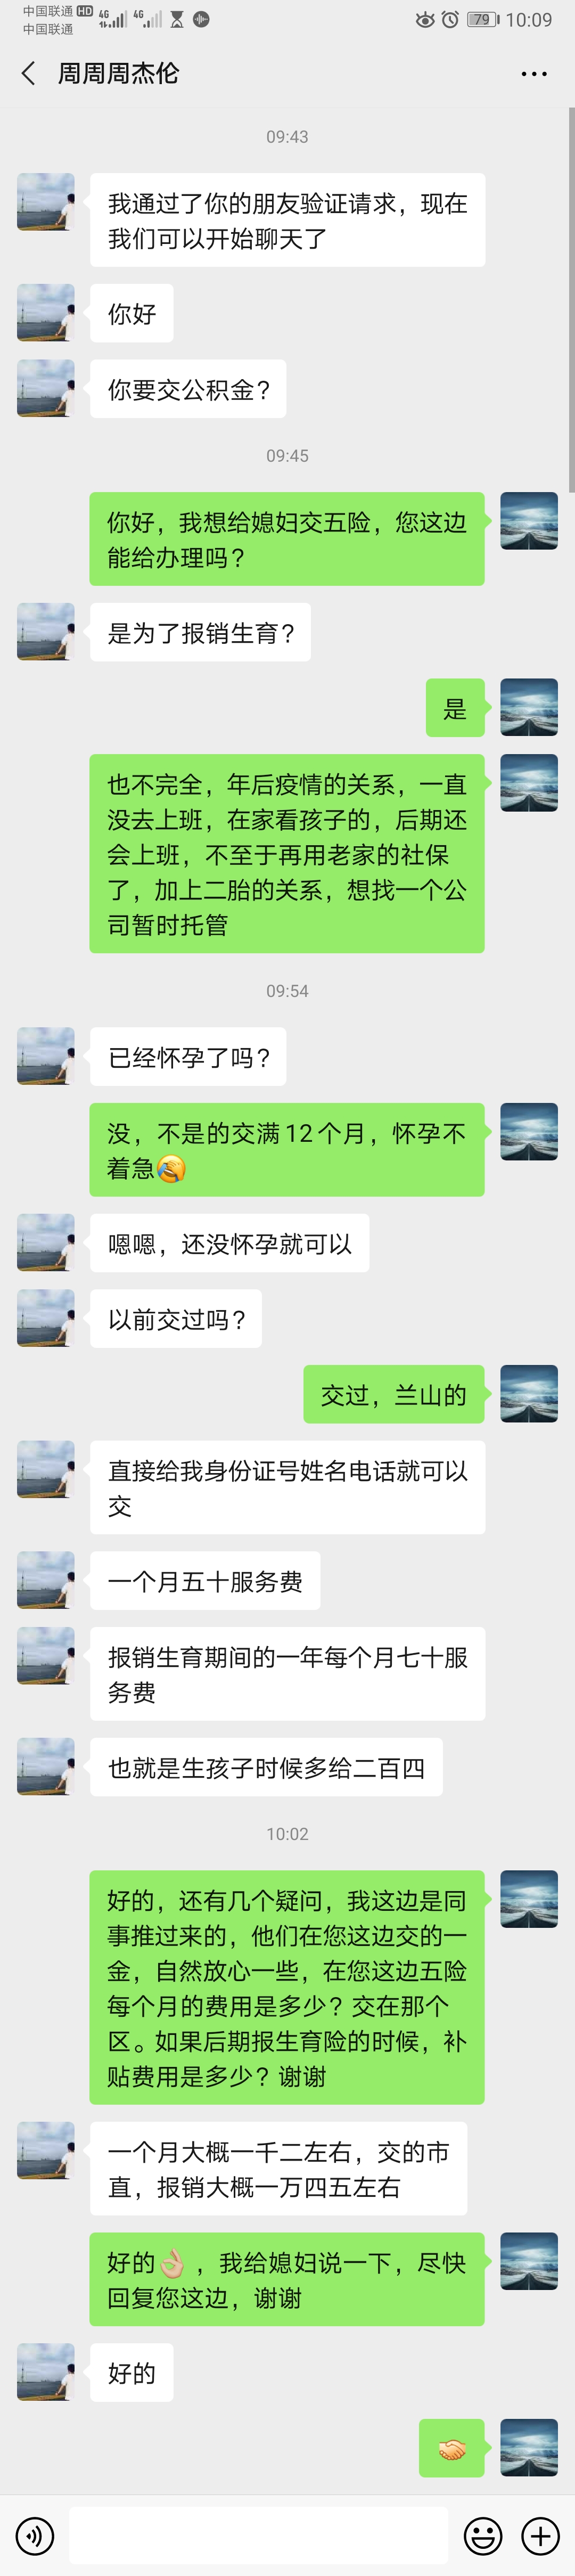 中国联通 HD 4G 4G 79 10:09
中国联通
周周周杰伦
09:43
我通过了你的朋友验证请求，现在
我们可以开始聊天了
你好
你要交公积金？
09:45
你好，我想给媳妇交五险，您这边
能给办理吗？
是为了报销生育？
是
也不完全，年后疫情的关系，一直
没去上班，在家看孩子的，后期还
会上班，不至于再用老家的社保
了，加上二胎的关系，想找一个公
司暂时托管
09:54
已经怀孕了吗？
没，不是的交满12个月，怀孕不
着急🤣
嗯嗯，还没怀孕就可以
以前交过吗？
交过，兰山的
直接给我身份证号姓名电话就可以
交
一个月五十服务费
报销生育期间的一年每个月七十服
务费
也就是生孩子时候多给二百四
10:02
好的，还有几个疑问，我这边是同
事推过来的，他们在您这边交的一
金，自然放心一些，在您这边五险
每个月的费用是多少？交在那个
区。如果后期报生育险的时候，补
贴费用是多少？谢谢
一个月大概一千二左右，交的市
直，报销大概一万四五左右
好的👌🏼，我给媳妇说一下，尽快
回复您这边，谢谢
好的
🤝